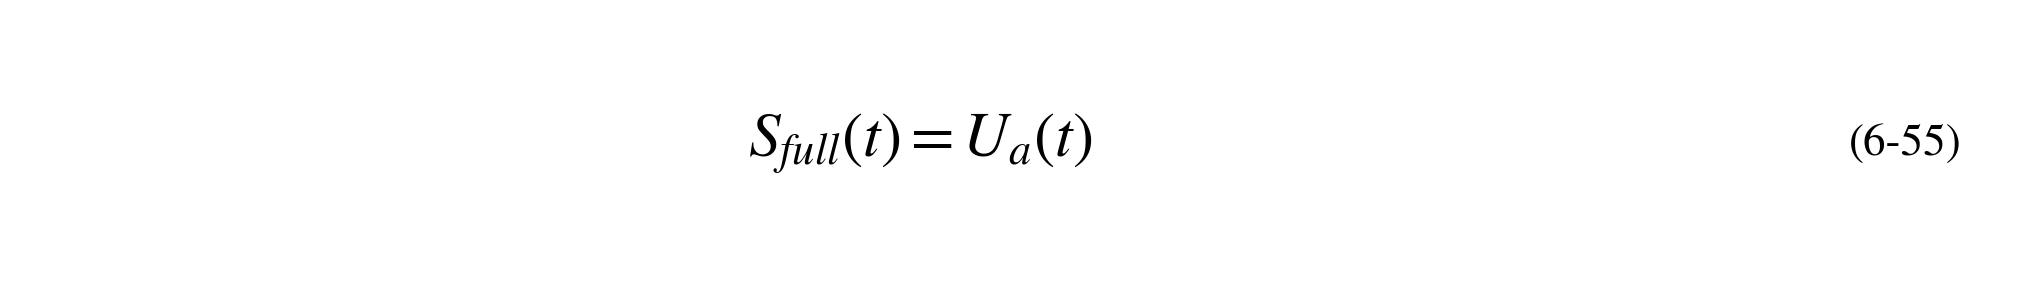 S_full(t) = U_a(t) (6-55)